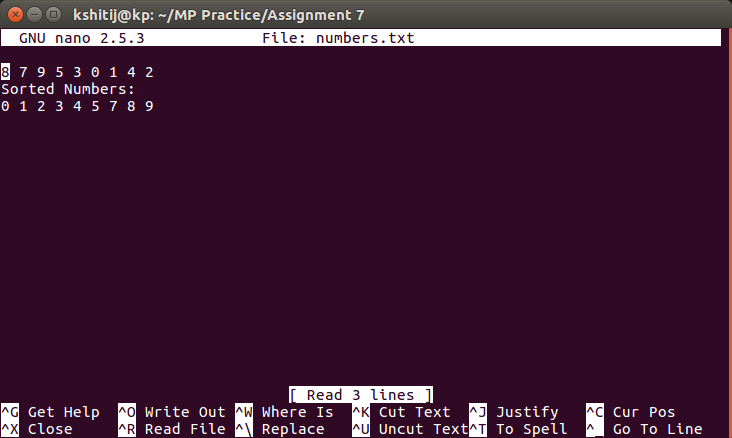 kshitij@kp: ~/MP Practice/Assignment 7
GNU nano 2.5.3 File: numbers.txt
8 7 9 5 3 0 1 4 2
Sorted Numbers:
0 1 2 3 4 5 7 8 9
[ Read 3 lines ]
^G Get Help ^O Write Out ^W Where Is ^K Cut Text ^J Justify ^C Cur Pos
^X Close ^R Read File ^\ Replace ^U Uncut Text ^T To Spell ^_ Go To Line